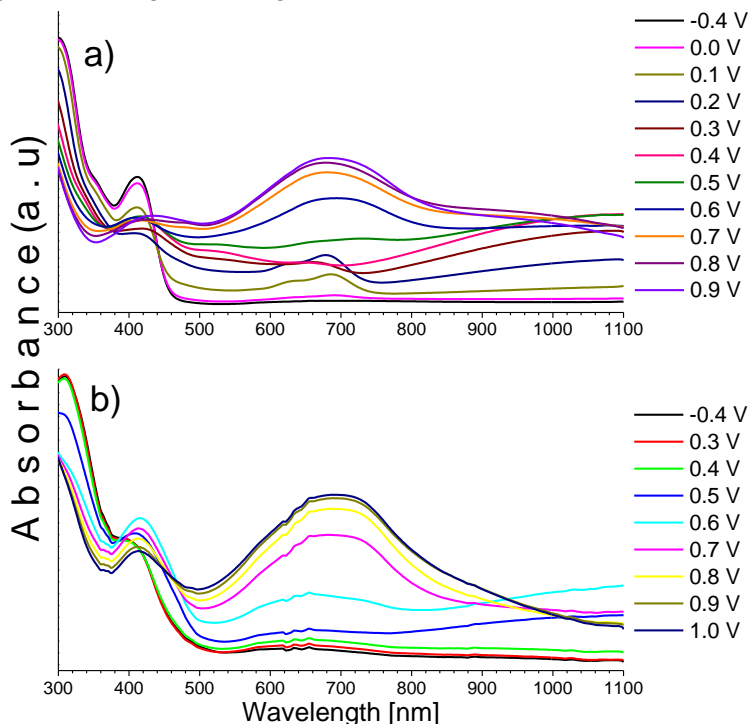 a)
-0.4 V
0.0 V
0.1 V
0.2 V
0.3 V
0.4 V
0.5 V
0.6 V
0.7 V
0.8 V
0.9 V
300 400 500 600 700 800 900 1000 1100
Absorbance (a.u)
b)
-0.4 V
0.3 V
0.4 V
0.5 V
0.6 V
0.7 V
0.8 V
0.9 V
1.0 V
300 400 500 600 700 800 900 1000 1100
Wavelength [nm]